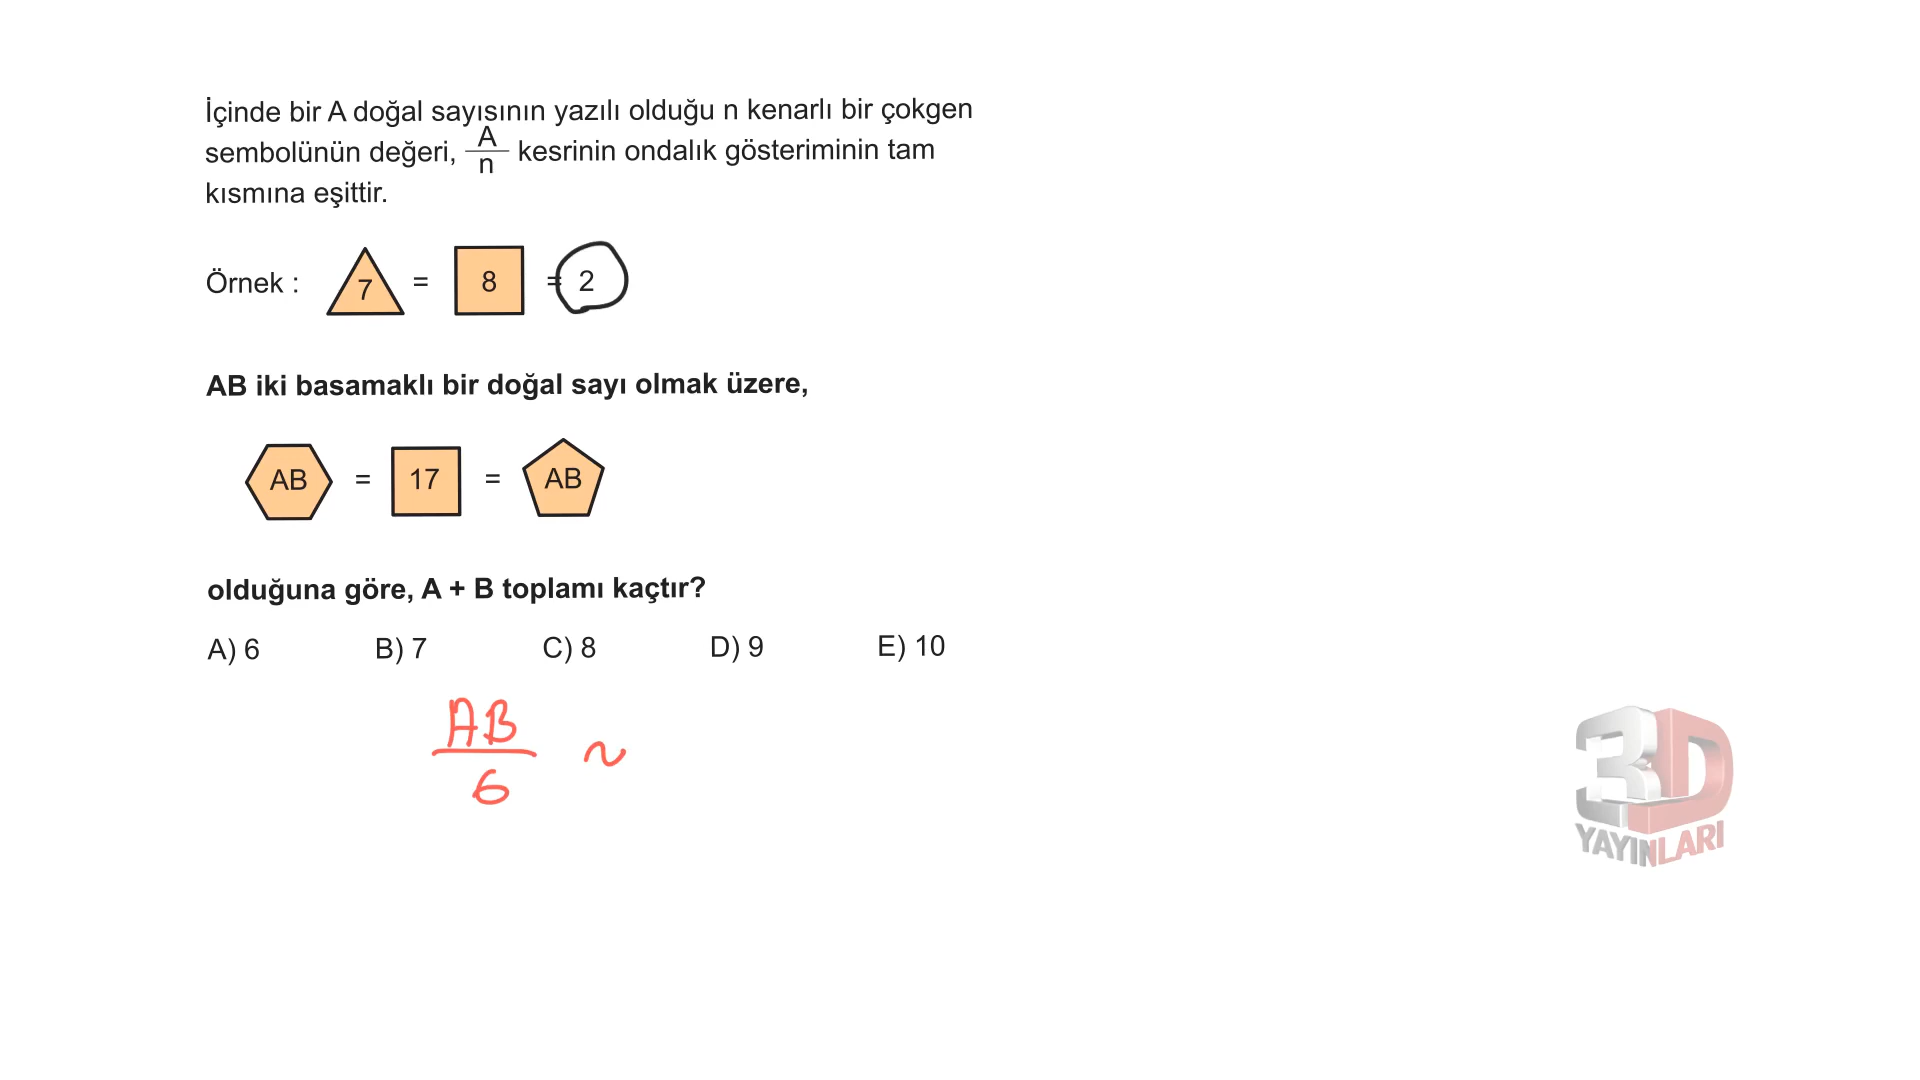 İçinde bir A doğal sayısının yazılı olduğu n kenarlı bir çokgen
sembolünün değeri, A/n kesrinin ondalık gösteriminin tam
kısmına eşittir.
Örnek : 7 = 8 = 2
AB iki basamaklı bir doğal sayı olmak üzere,
AB = 17 = AB
olduğuna göre, A + B toplamı kaçtır?
A) 6 B) 7 C) 8 D) 9 E) 10
AB/6 ~
3D
YAYINLARI